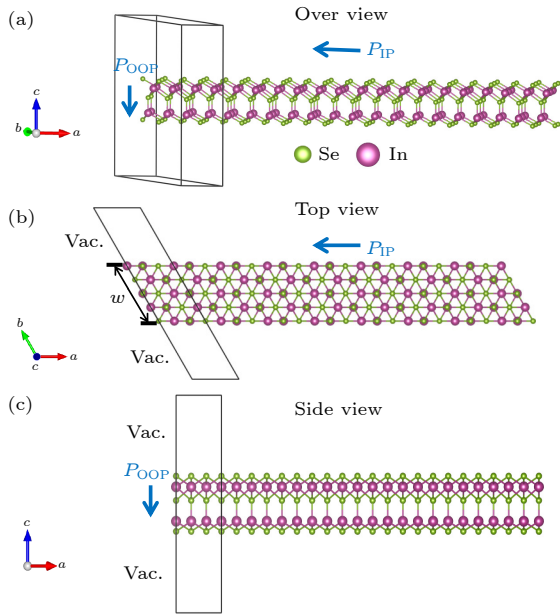 (a)
Over view
P_OOP
P_IP
c
b
a
Se
In
(b)
Top view
Vac.
P_IP
w
b
Vac.
c
a
(c)
Side view
Vac.
P_OOP
c
a
Vac.